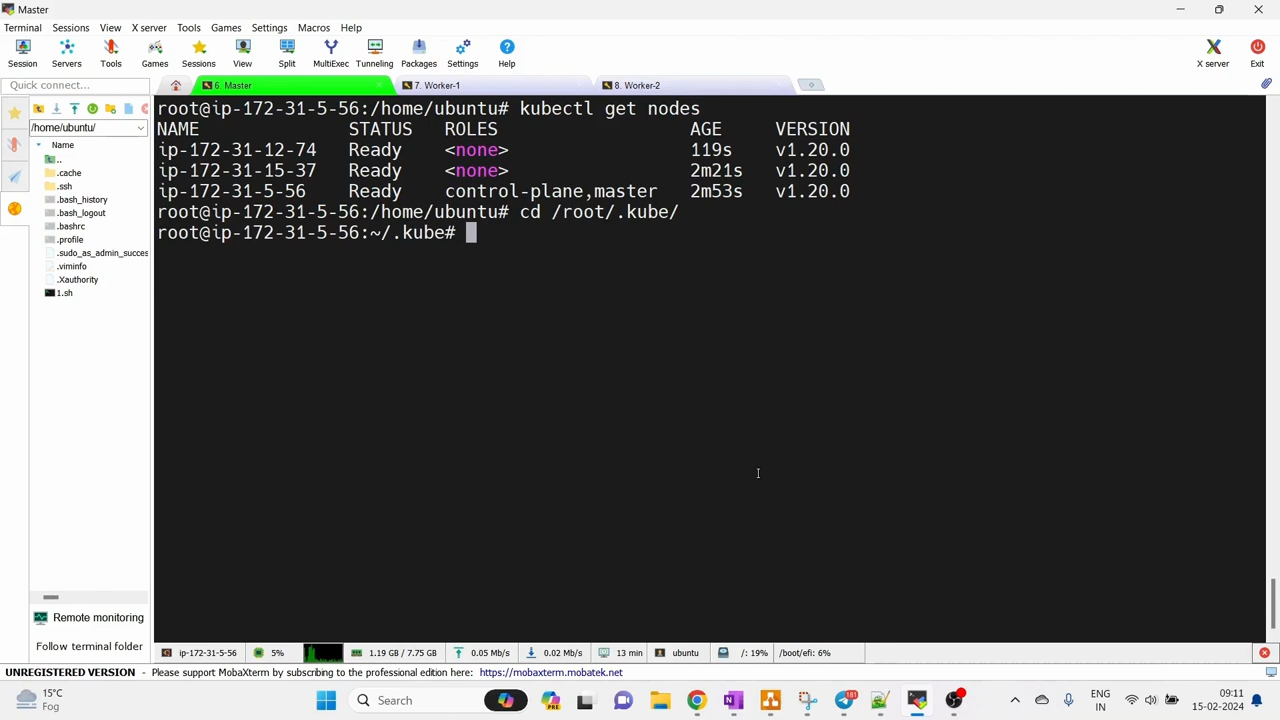 Master
Terminal Sessions View X server Tools Games Settings Macros Help
Session Servers Tools Games Sessions View Split MultiExec Tunneling Packages Settings Help X server Exit
Quick connect...
6. Master
7. Worker-1
8. Worker-2
/home/ubuntu/
Name
..
.cache
.ssh
.bash_history
.bash_logout
.bashrc
.profile
.sudo_as_admin_succes
.viminfo
.Xauthority
1.sh
root@ip-172-31-5-56:/home/ubuntu# kubectl get nodes
NAME STATUS ROLES AGE VERSION
ip-172-31-12-74 Ready <none> 119s v1.20.0
ip-172-31-15-37 Ready <none> 2m21s v1.20.0
ip-172-31-5-56 Ready control-plane,master 2m53s v1.20.0
root@ip-172-31-5-56:/home/ubuntu# cd /root/.kube/
root@ip-172-31-5-56:~/.kube#
Remote monitoring
Follow terminal folder
ip-172-31-5-56 5% 1.19 GB / 7.75 GB 0.05 Mb/s 0.02 Mb/s 13 min ubuntu /: 19% /boot/efi: 6%
UNREGISTERED VERSION - Please support MobaXterm by subscribing to the professional edition here: https://mobaxterm.mobatek.net
15°C
Fog
Search
181
ENG
IN
09:11
15-02-2024